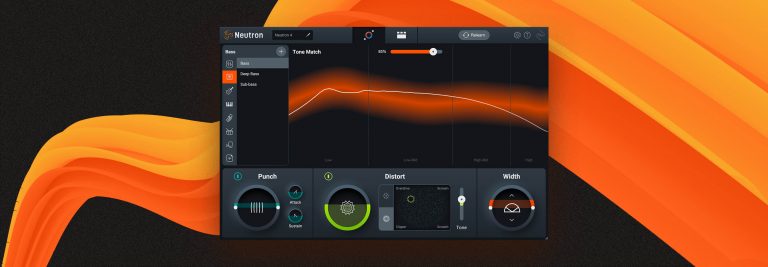 Neutron
Neutron 4
Relearn
Bass
Tone Match
85%
Bass
Deep Bass
Sub-bass
Low
Low-Mid
High-Mid
High
Punch
Attack
Sustain
Distort
Overdrive
Scream
Clipper
Scream
Tone
Width